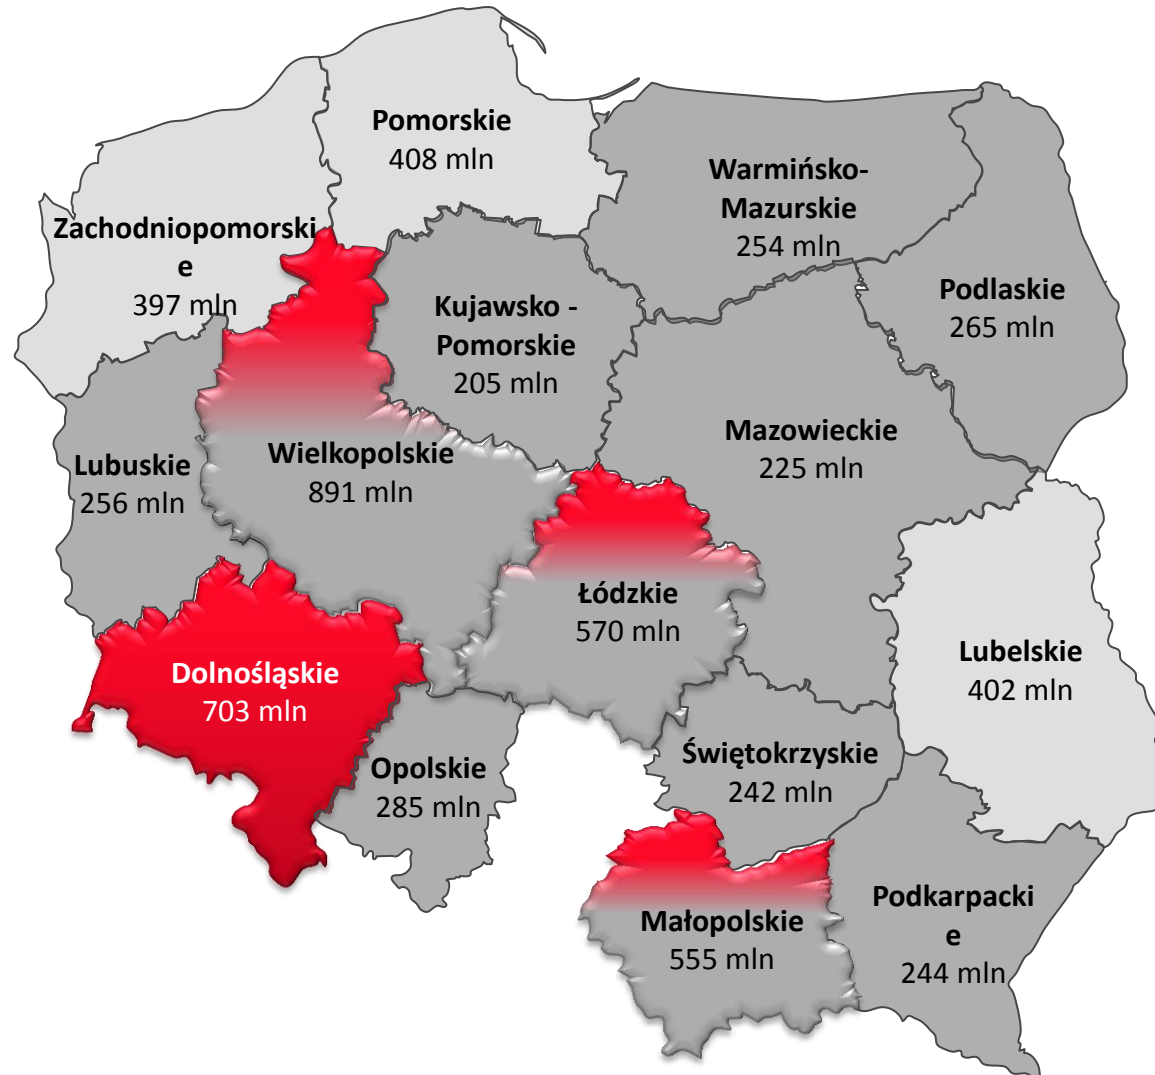 Pomorskie
408 mln
Warmińsko-
Mazurskie
254 mln
Zachodniopomorski
e
397 mln
Podlaskie
265 mln
Kujawsko -
Pomorskie
205 mln
Mazowieckie
225 mln
Wielkopolskie
891 mln
Lubuskie
256 mln
Łódzkie
570 mln
Lubelskie
402 mln
Dolnośląskie
703 mln
Opolskie
285 mln
Świętokrzyskie
242 mln
Małopolskie
555 mln
Podkarpacki
e
244 mln